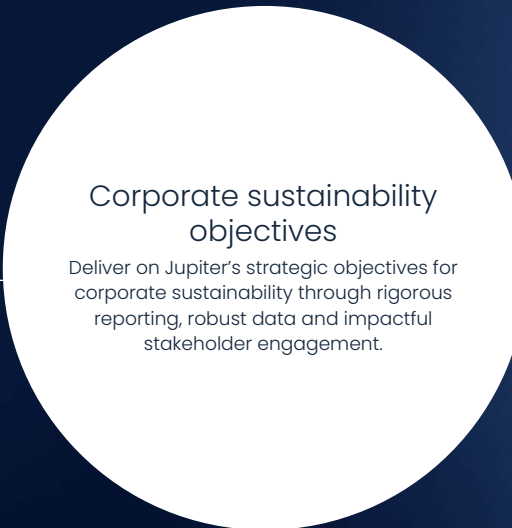 Corporate sustainability
objectives
Deliver on Jupiter’s strategic objectives for
corporate sustainability through rigorous
reporting, robust data and impactful
stakeholder engagement.